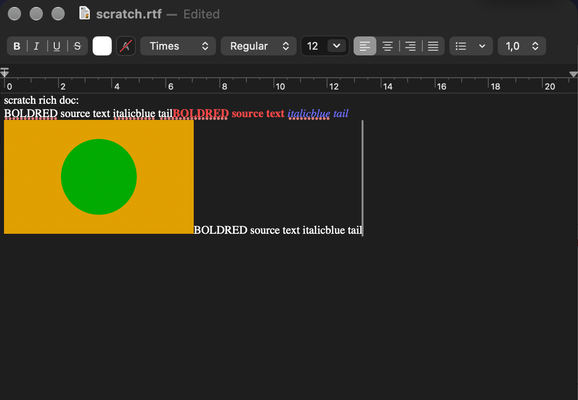 scratch.rtf — Edited
B I U S A Times Regular 12 1,0
0 2 4 6 8 10 12 14 16 18 20
scratch rich doc:
BOLDRED source text italicblue tailBOLDRED source text italicblue tail
BOLDRED source text italicblue tail